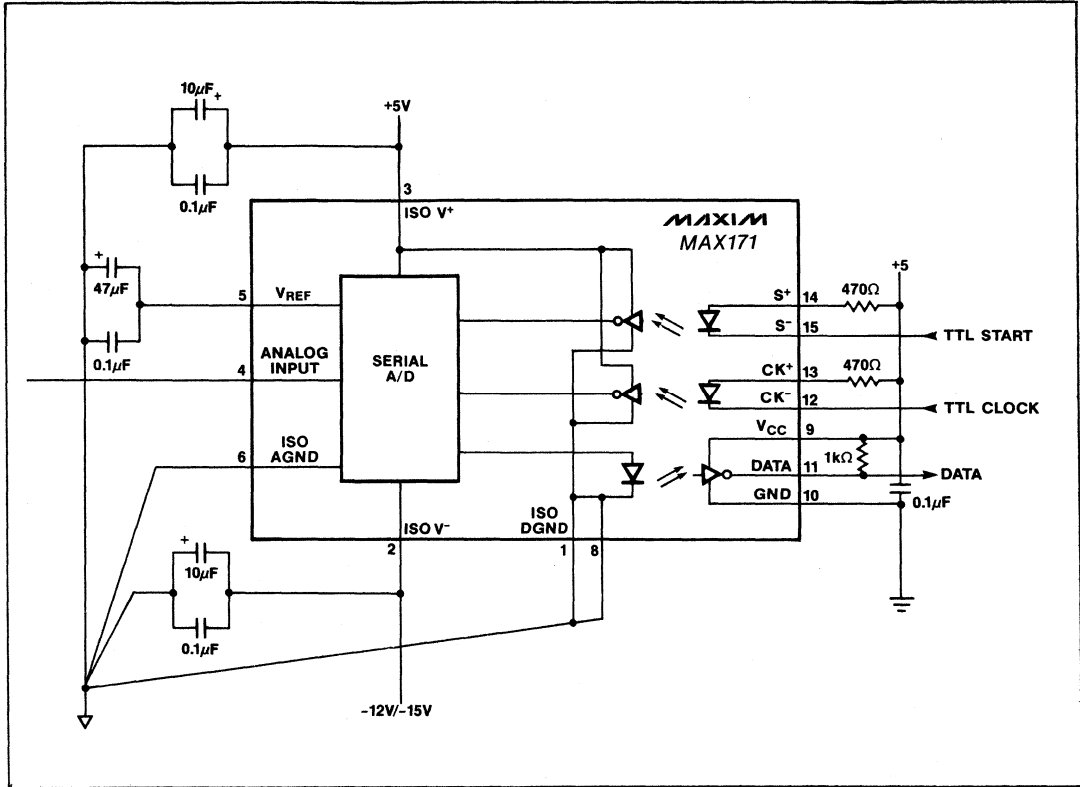 10µF
+
+5V
0.1µF
3
ISO V+
MAXIM
MAX171
+
47µF
0.1µF
5
VREF
4
ANALOG
INPUT
6
ISO
AGND
SERIAL
A/D
+5
S+
14
470Ω
S−
15
TTL START
CK+
13
470Ω
CK−
12
TTL CLOCK
VCC
9
1kΩ
DATA
11
DATA
GND
10
0.1µF
ISO
DGND
1
8
ISO V−
2
+
10µF
0.1µF
−12V/−15V